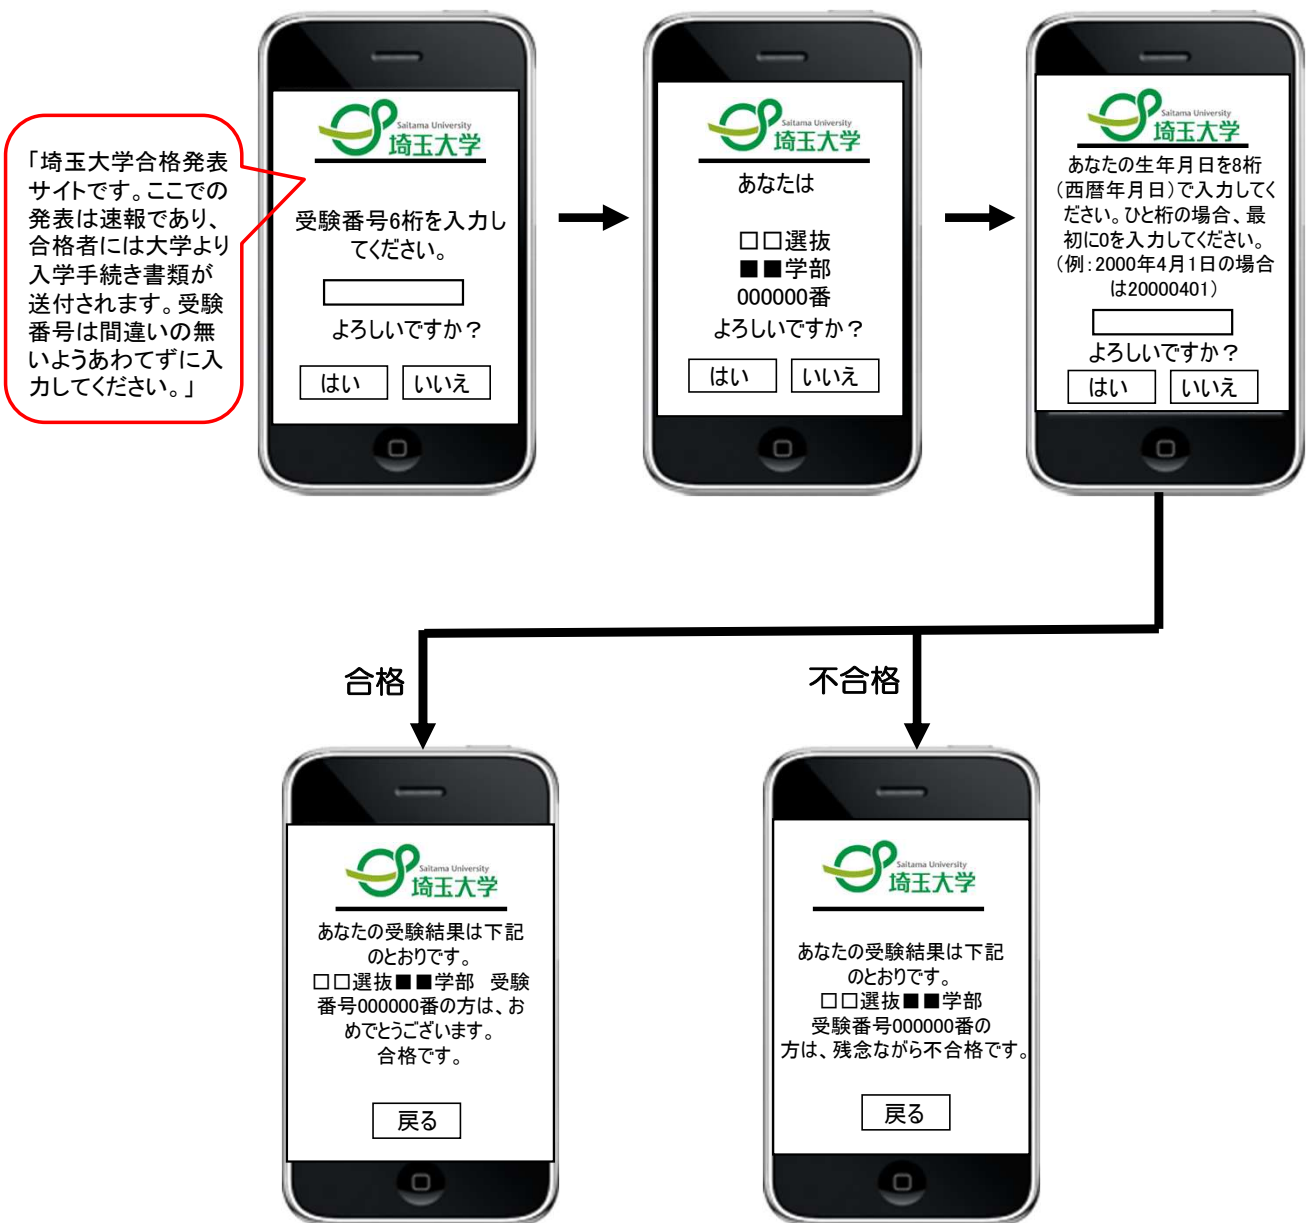 「埼玉大学合格発表
サイトです。ここでの
発表は速報であり、
合格者には大学より
入学手続き書類が
送付されます。受験
番号は間違いの無
いようあわてずに入
力してください。」
Saitama University
埼玉大学
受験番号6桁を入力し
てください。
よろしいですか？
はい
いいえ
Saitama University
埼玉大学
あなたは
□□選抜
■■学部
000000番
よろしいですか？
はい
いいえ
Saitama University
埼玉大学
あなたの生年月日を8桁
（西暦年月日）で入力してく
ださい。ひと桁の場合、最
初に0を入力してください。
（例：2000年4月1日の場合
は20000401）
よろしいですか？
はい
いいえ
合格
不合格
Saitama University
埼玉大学
あなたの受験結果は下記
のとおりです。
□□選抜■■学部　受験
番号000000番の方は、お
めでとうございます。
合格です。
戻る
Saitama University
埼玉大学
あなたの受験結果は下記
のとおりです。
□□選抜■■学部
受験番号000000番の
方は、残念ながら不合格です。
戻る